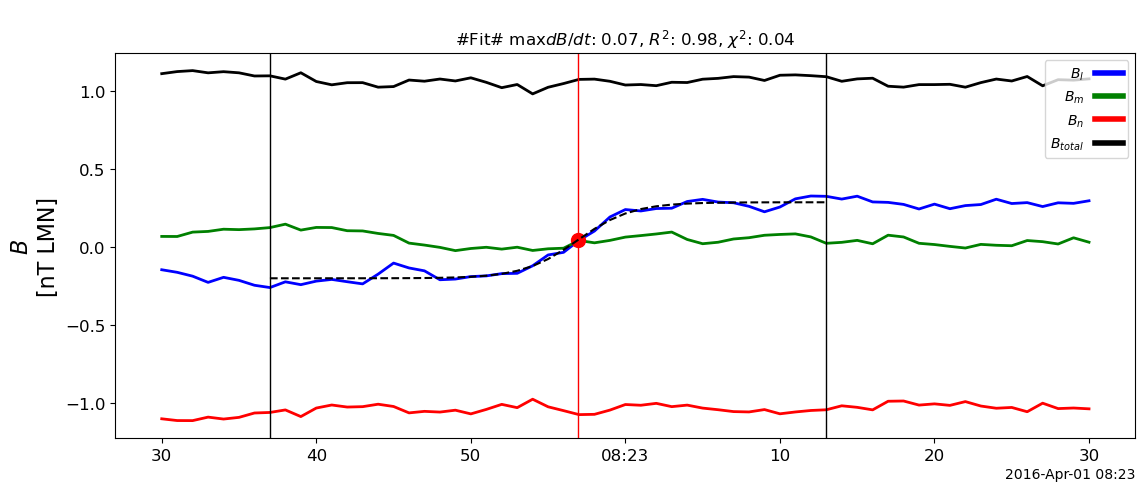 #Fit# maxdB/dt: 0.07, R²: 0.98, χ²: 0.04
B
[nT LMN]
1.0
0.5
0.0
−0.5
−1.0
B_l
B_m
B_n
B_total
30 40 50 08:23 10 20 30
2016-Apr-01 08:23